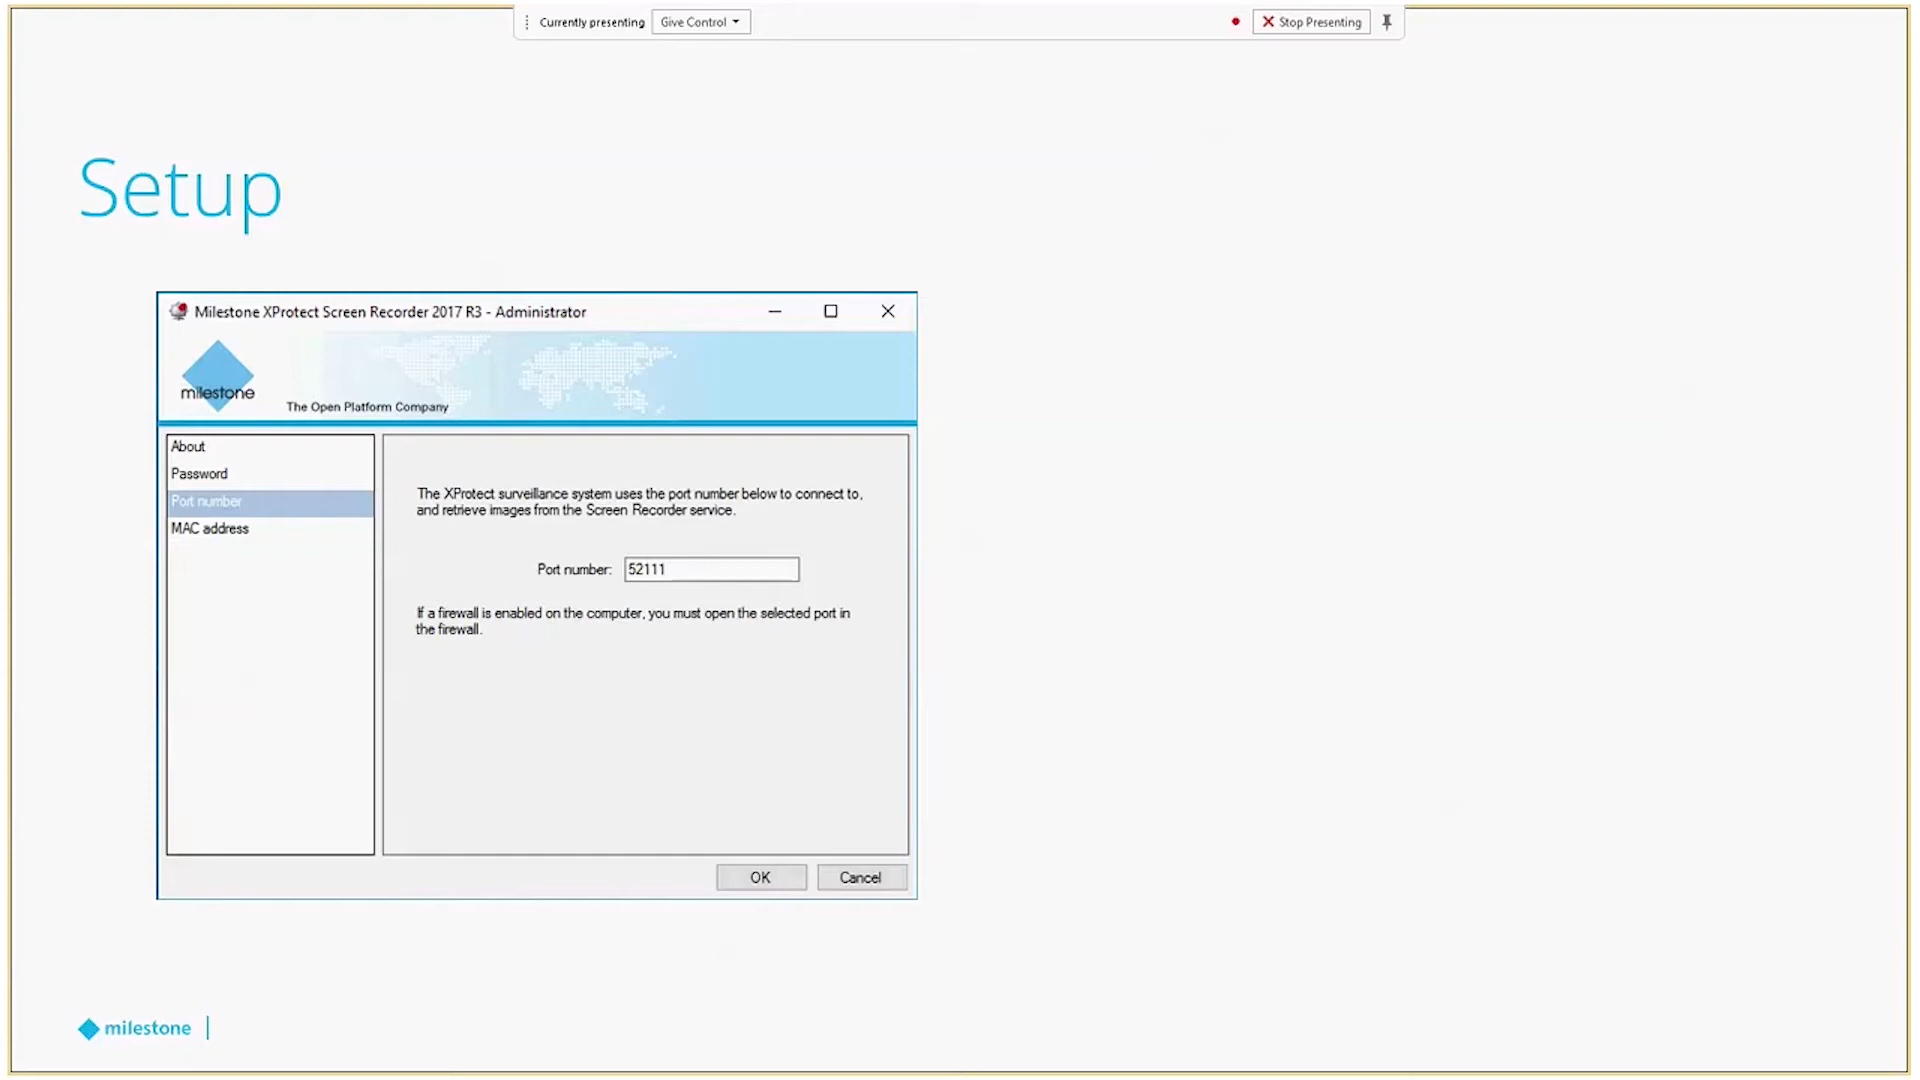 Currently presenting
Give Control
Stop Presenting
Setup
Milestone XProtect Screen Recorder 2017 R3 - Administrator
milestone
The Open Platform Company
About
Password
Port number
MAC address
The XProtect surveillance system uses the port number below to connect to,
and retrieve images from the Screen Recorder service.
Port number: 52111
If a firewall is enabled on the computer, you must open the selected port in
the firewall.
OK
Cancel
milestone